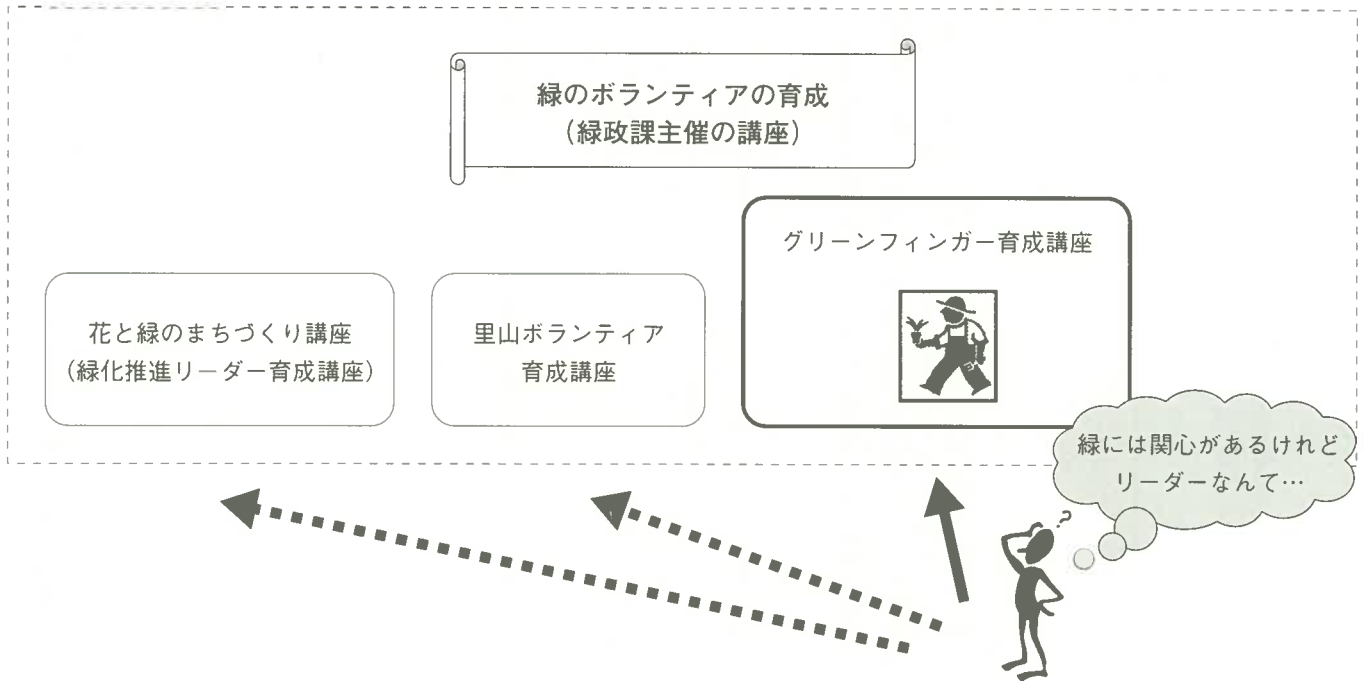 緑のボランティアの育成
（緑政課主催の講座）
グリーンフィンガー育成講座
花と緑のまちづくり講座
（緑化推進リーダー育成講座）
里山ボランティア
育成講座
緑には関心があるけれど
リーダーなんて…
?